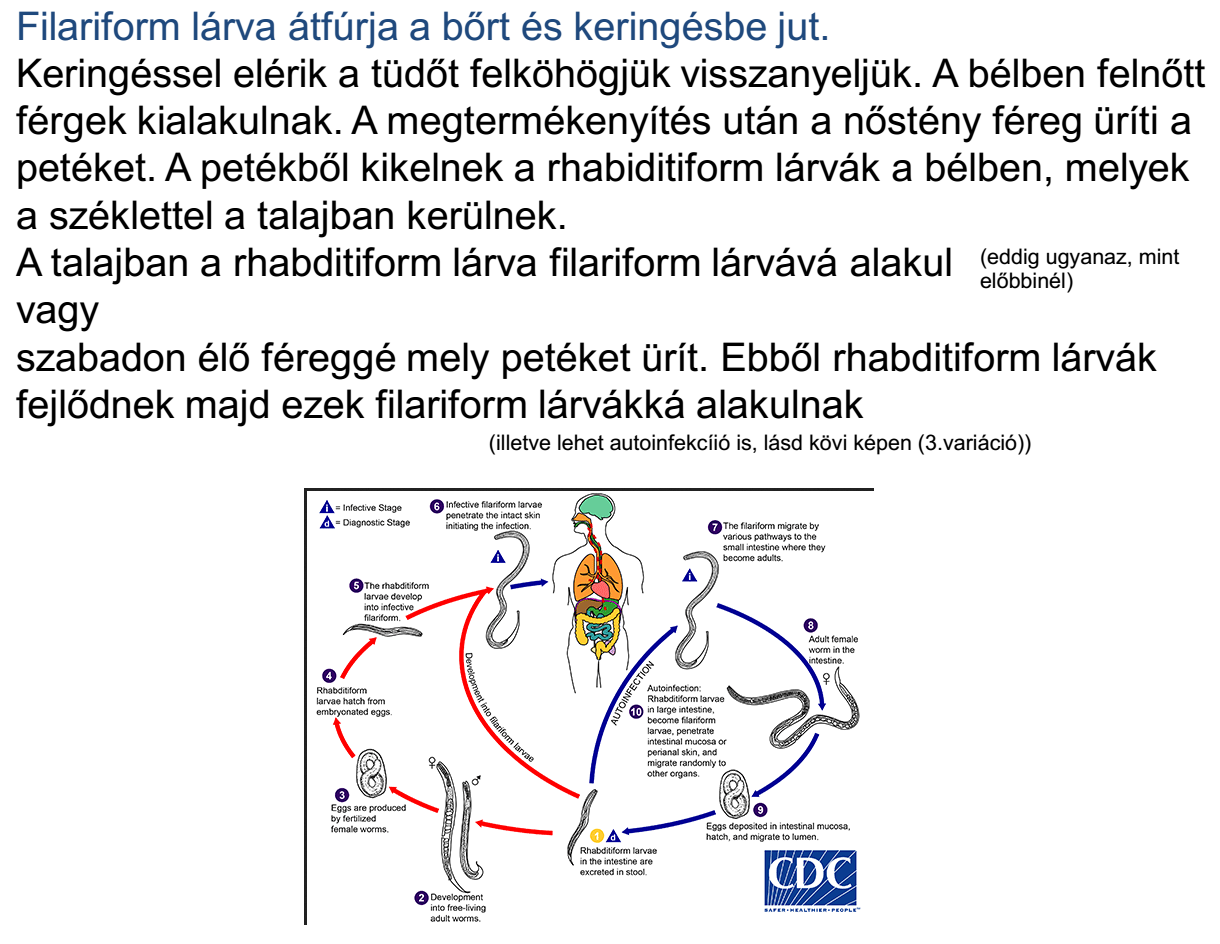 Filariform lárva átfúrja a bőrt és keringésbe jut.
Keringéssel elérik a tüdőt felköhögjük visszanyeljük. A bélben felnőtt
férgek kialakulnak. A megtermékenyítés után a nőstény féreg üríti a
petéket. A petékből kikelnek a rhabiditiform lárvák a bélben, melyek
a széklettel a talajban kerülnek.
A talajban a rhabditiform lárva filariform lárvává alakul
(eddig ugyanaz, mint
előbbinél)
vagy
szabadon élő féreggé mely petéket ürít. Ebből rhabditiform lárvák
fejlődnek majd ezek filariform lárvákká alakulnak
(illetve lehet autoinfekcíió is, lásd kövi képen (3.variáció))
i = Infective Stage
d = Diagnostic Stage
6 Infective filariform larvae
penetrate the intact skin
initiating the infection.
i
7 The filariform migrate by
various pathways to the
small intestine where they
become adults.
i
5 The rhabditiform
larvae develop
into infective
filariform.
8
Adult female
worm in the
intestine.
♀
4
Rhabditiform
larvae hatch from
embryonated eggs.
Development into filariform larvae
AUTOINFECTION
10
Autoinfection:
Rhabditiform larvae
in large intestine,
become filariform
larvae, penetrate
intestinal mucosa or
perianal skin, and
migrate randomly to
other organs.
3
Eggs are produced
by fertilized
female worms.
♀
♂
9
Eggs deposited in intestinal mucosa,
hatch, and migrate to lumen.
1 d
Rhabditiform larvae
in the intestine are
excreted in stool.
2 Development
into free-living
adult worms.
CDC
SAFER•HEALTHIER•PEOPLE™